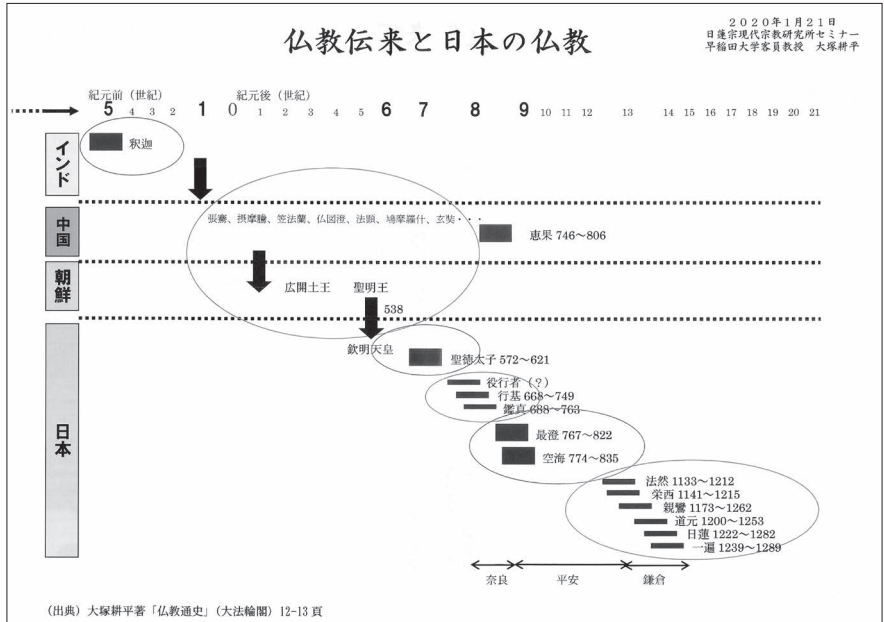 ２０２０年１月２１日
日蓮宗現代宗教研究所セミナー
早稲田大学客員教授　大塚耕平
仏教伝来と日本の仏教
紀元前（世紀）　紀元後（世紀）
5 4 3 2 1 0 1 2 3 4 5 6 7 8 9 10 11 12 13 14 15 16 17 18 19 20 21
インド
釈迦
中国
張騫、摂摩騰、笠法蘭、仏図澄、法顕、鳩摩羅什、玄奘・・・
恵果 746～806
朝鮮
広開土王　聖明王
538
日本
欽明天皇
聖徳太子 572～621
役行者（？）
行基 668～749
鑑真 688～763
最澄 767～822
空海 774～835
法然 1133～1212
栄西 1141～1215
親鸞 1173～1262
道元 1200～1253
日蓮 1222～1282
一遍 1239～1289
奈良　平安　鎌倉
（出典）大塚耕平著「仏教通史」（大法輪閣）12-13 頁